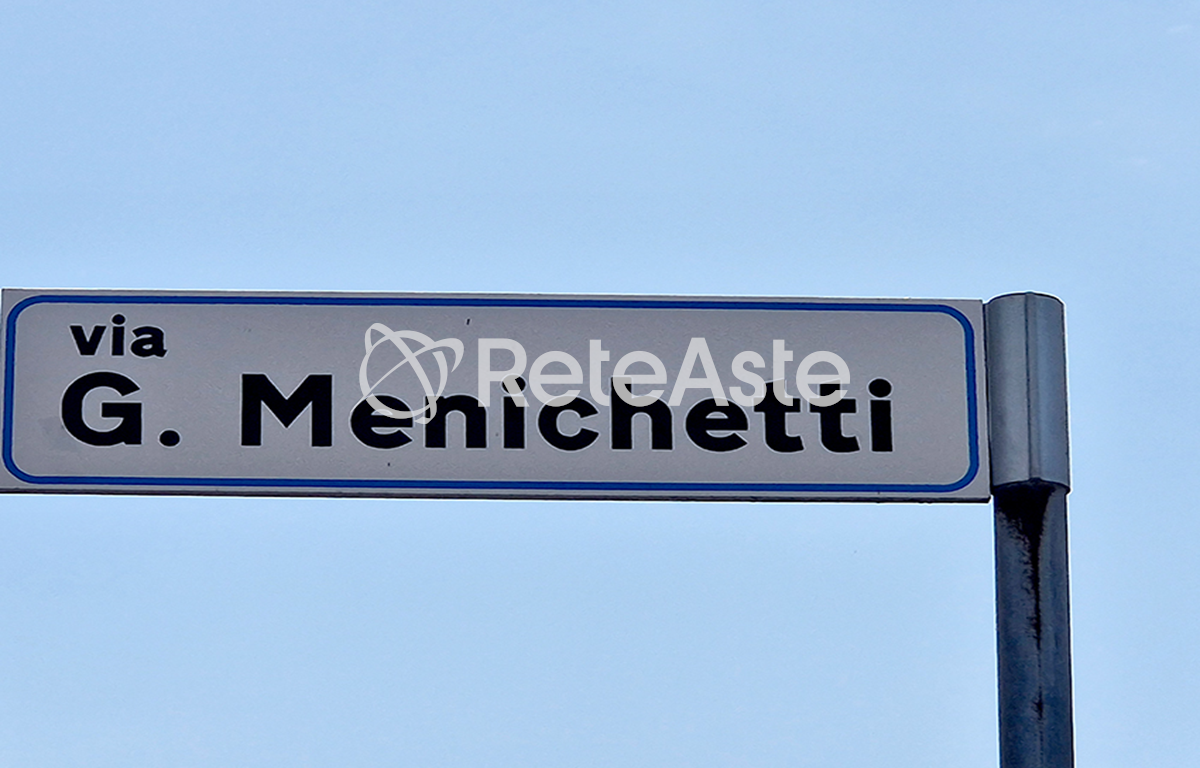 via
ReteAste
G. Menichetti